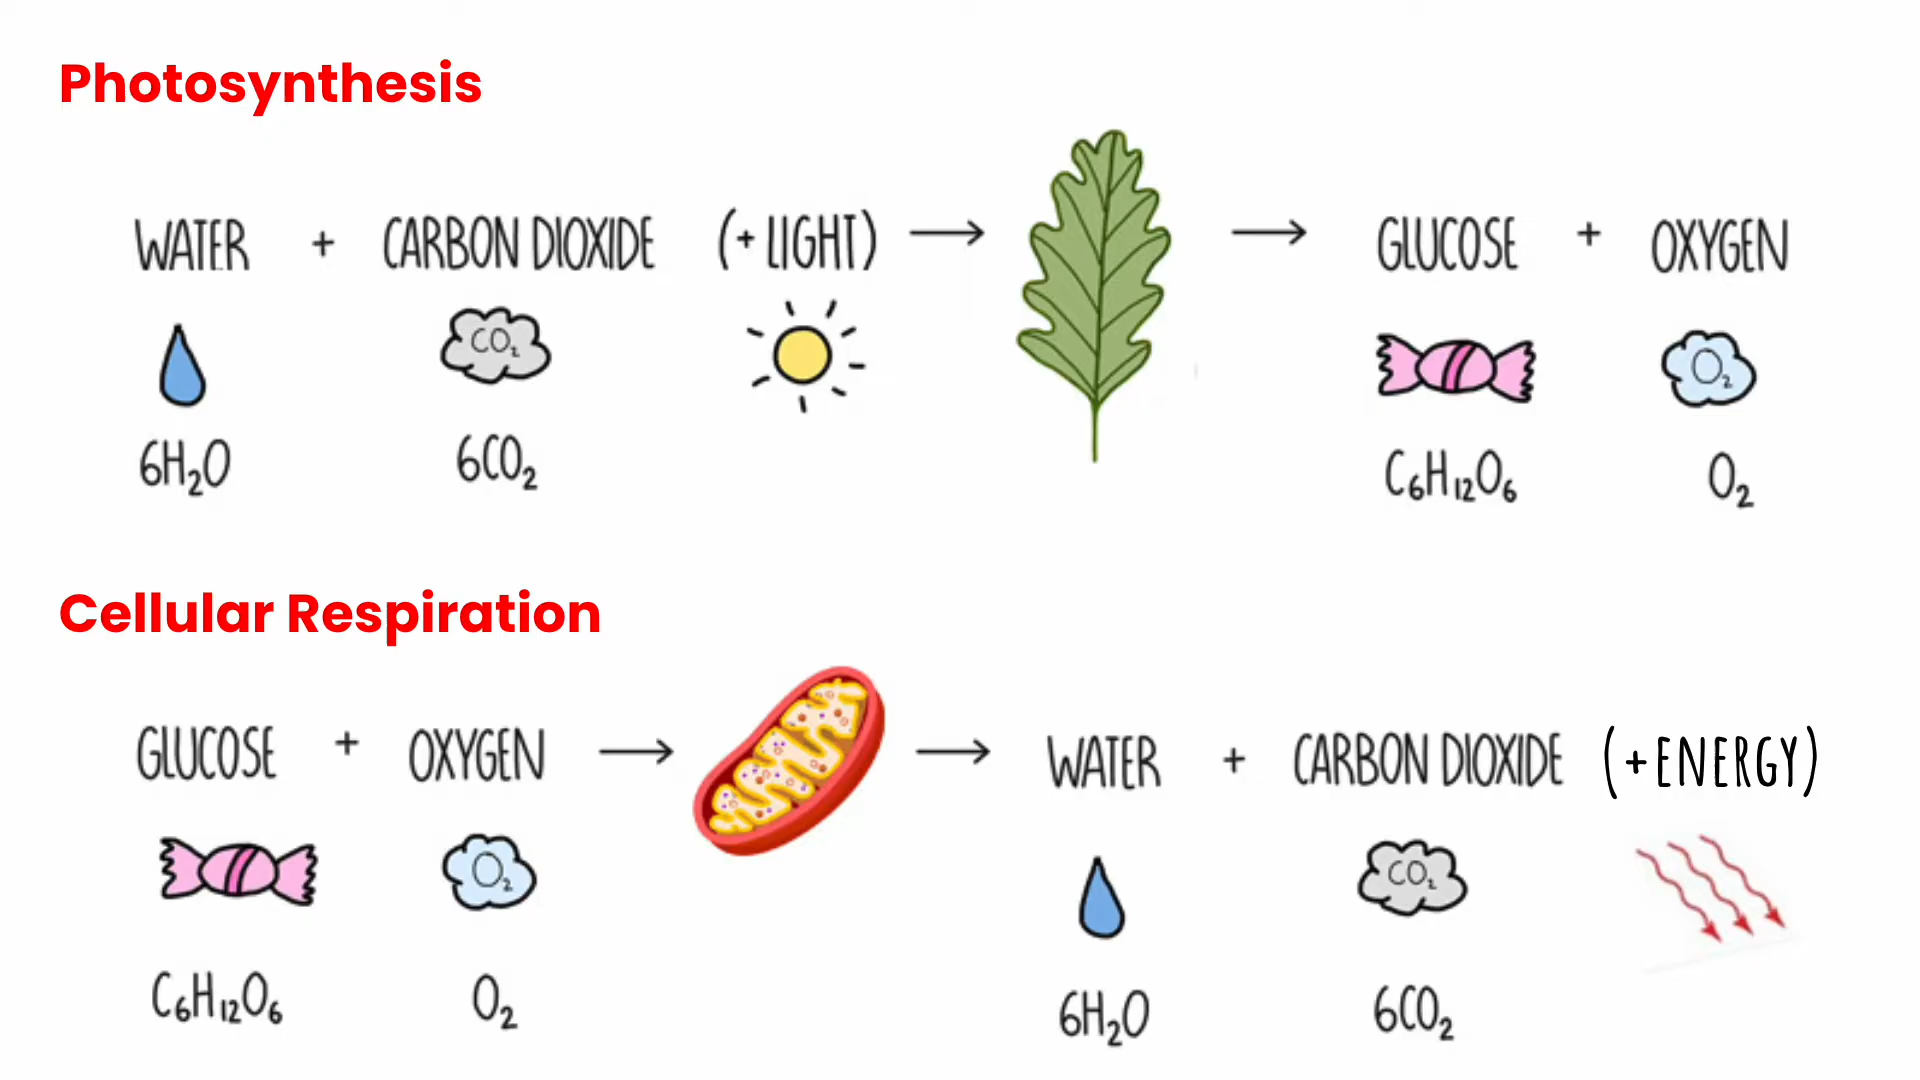 Photosynthesis
WATER + CARBON DIOXIDE (+ LIGHT) → → GLUCOSE + OXYGEN
CO₂ O₂
6H₂O 6CO₂ C₆H₁₂O₆ O₂
Cellular Respiration
GLUCOSE + OXYGEN → → WATER + CARBON DIOXIDE (+ENERGY)
O₂ CO₂
C₆H₁₂O₆ O₂ 6H₂O 6CO₂